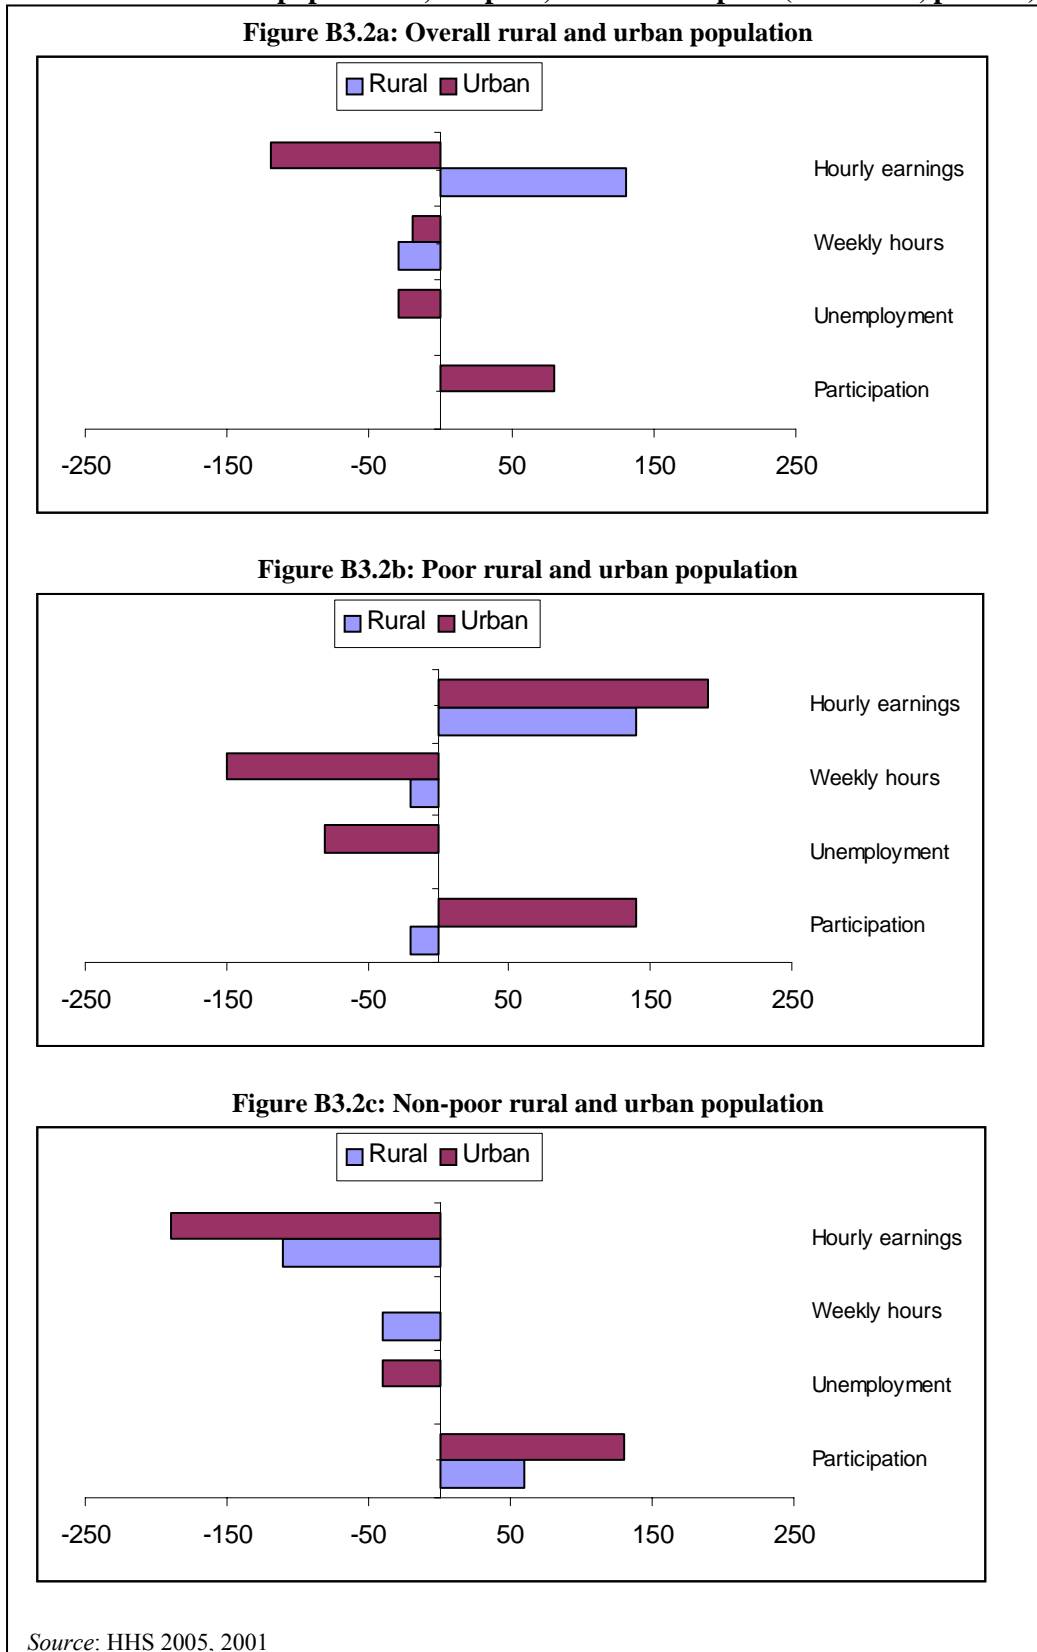 Figure B3.2a: Overall rural and urban population
Rural Urban
Hourly earnings
Weekly hours
Unemployment
Participation
-250 -150 -50 50 150 250
Figure B3.2b: Poor rural and urban population
Rural Urban
Hourly earnings
Weekly hours
Unemployment
Participation
-250 -150 -50 50 150 250
Figure B3.2c: Non-poor rural and urban population
Rural Urban
Hourly earnings
Weekly hours
Unemployment
Participation
-250 -150 -50 50 150 250
Source: HHS 2005, 2001